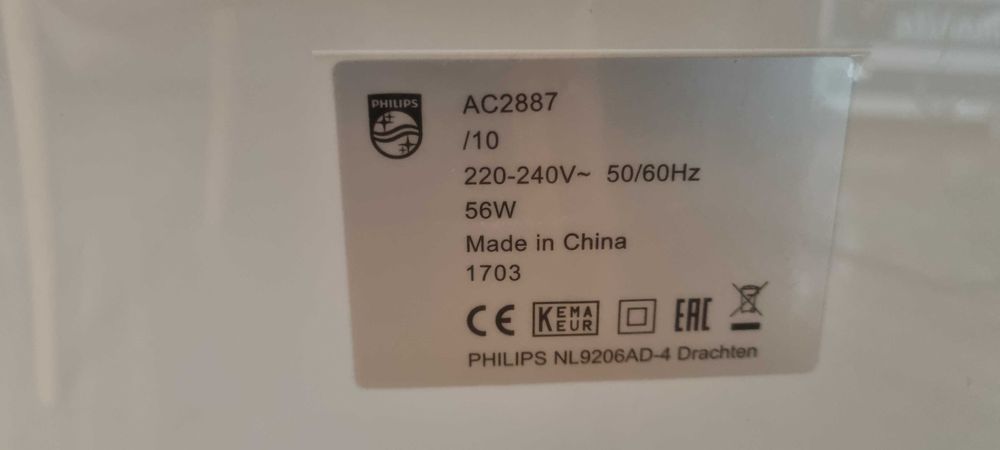 PHILIPS
AC2887
/10
220-240V~ 50/60Hz
56W
Made in China
1703
CE KEMA EUR EAC
PHILIPS NL9206AD-4 Drachten